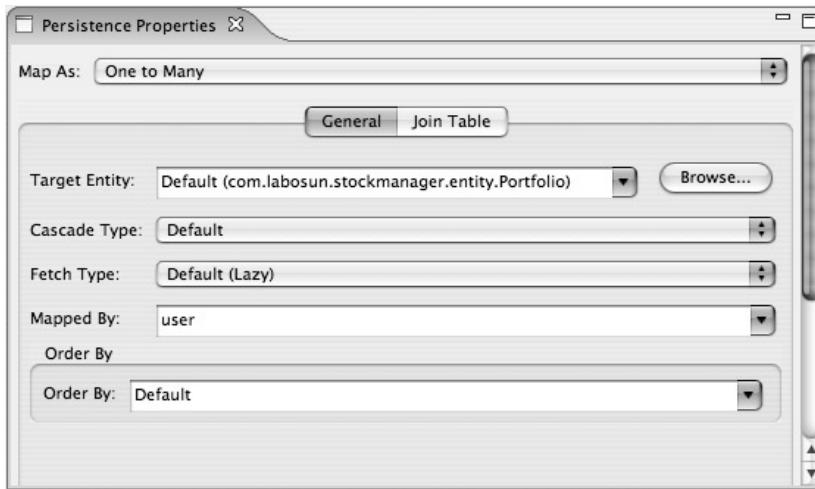 Persistence Properties
Map As: One to Many
General Join Table
Target Entity: Default (com.labosun.stockmanager.entity.Portfolio) Browse...
Cascade Type: Default
Fetch Type: Default (Lazy)
Mapped By: user
Order By
Order By: Default